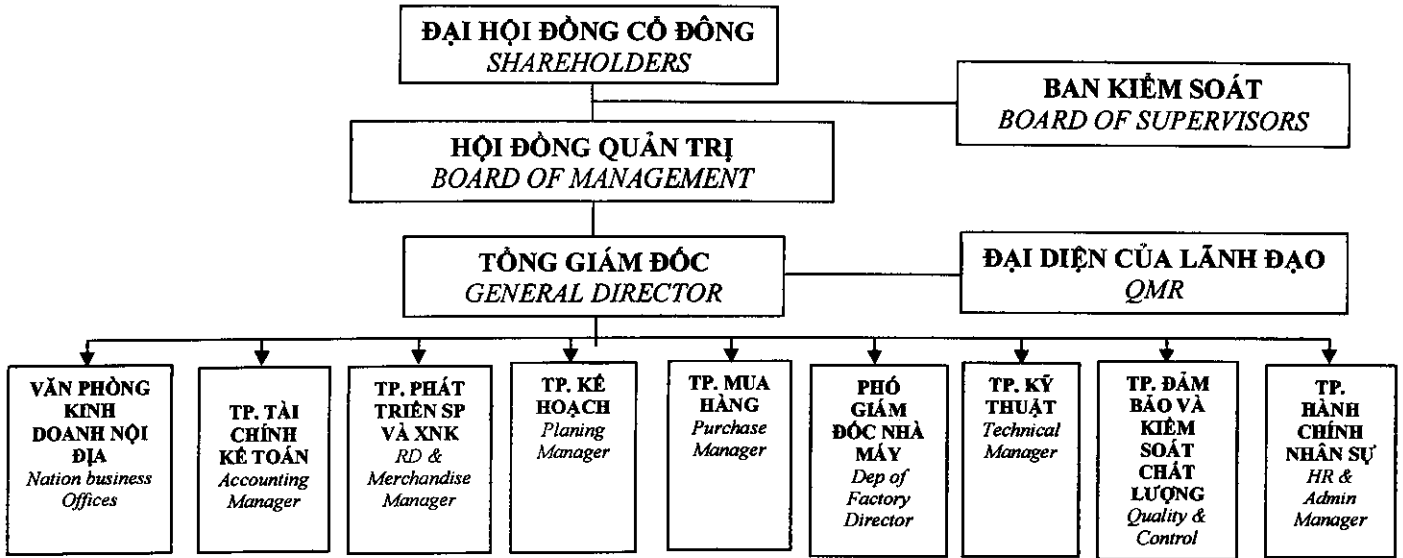 ĐẠI HỘI ĐỒNG CỔ ĐÔNG
SHAREHOLDERS
BAN KIỂM SOÁT
BOARD OF SUPERVISORS
HỘI ĐỒNG QUẢN TRỊ
BOARD OF MANAGEMENT
TỔNG GIÁM ĐỐC
GENERAL DIRECTOR
ĐẠI DIỆN CỦA LÃNH ĐẠO
QMR
VĂN PHÒNG
KINH
DOANH NỘI
ĐỊA
Nation business
Offices
TP. TÀI
CHÍNH
KẾ TOÁN
Accounting
Manager
TP. PHÁT
TRIỂN SP
VÀ XNK
RD &
Merchandise
Manager
TP. KẾ
HOẠCH
Planing
Manager
TP. MUA
HÀNG
Purchase
Manager
PHÓ
GIÁM
ĐỐC NHÀ
MÁY
Dep of
Factory
Director
TP. KỸ
THUẬT
Technical
Manager
TP. ĐẢM
BẢO VÀ
KIỂM
SOÁT
CHẤT
LƯỢNG
Quality &
Control
TP.
HÀNH
CHÍNH
NHÂN SỰ
HR &
Admin
Manager